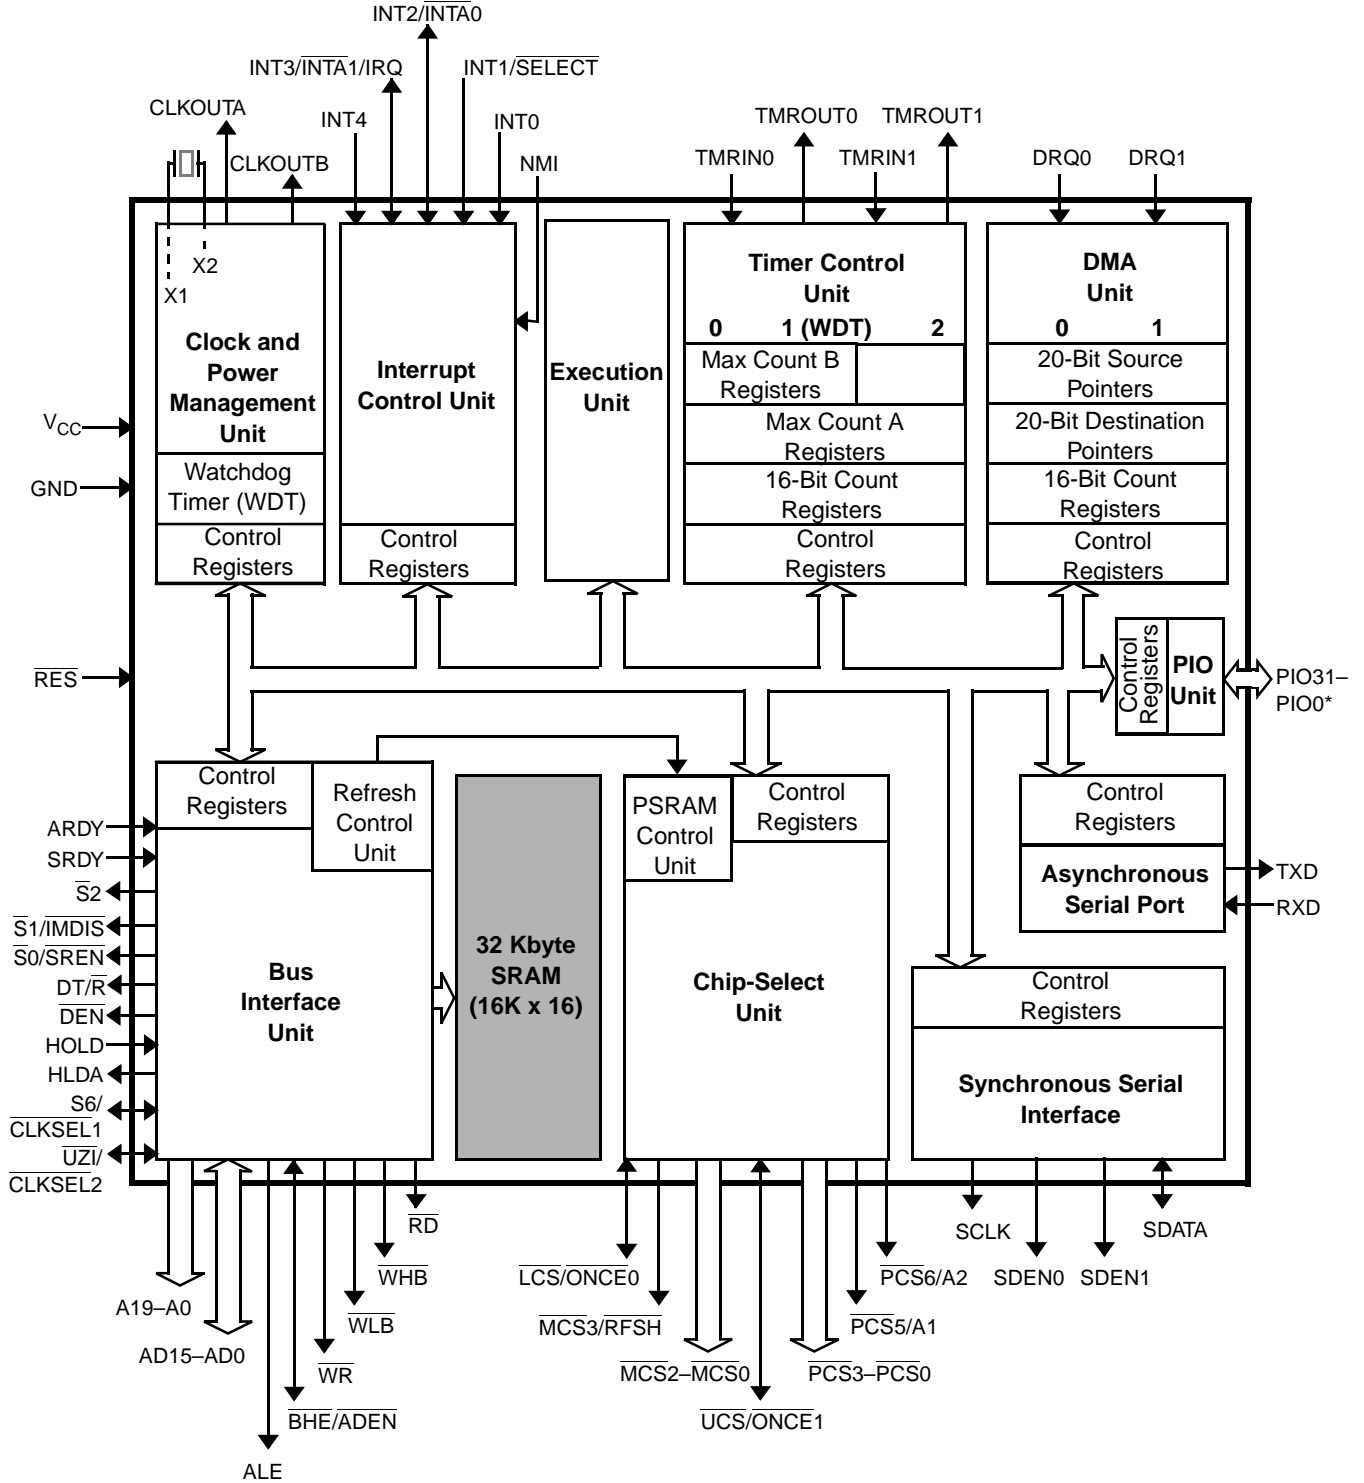 INT2/INTA0
INT3/INTA1/IRQ
INT1/SELECT
CLKOUTA
INT4
INT0
TMROUT0
TMROUT1
CLKOUTB
NMI
TMRIN0
TMRIN1
DRQ0
DRQ1
X2
X1
Clock and
Power
Management
Unit
Watchdog
Timer (WDT)
Control
Registers
Interrupt
Control Unit
Control
Registers
Execution
Unit
Timer Control
Unit
0 1 (WDT) 2
Max Count B
Registers
Max Count A
Registers
16-Bit Count
Registers
Control
Registers
DMA
Unit
0 1
20-Bit Source
Pointers
20-Bit Destination
Pointers
16-Bit Count
Registers
Control
Registers
VCC
GND
RES
Control
Registers
PIO
Unit
PIO31–
PIO0*
Control
Registers
Refresh
Control
Unit
Bus
Interface
Unit
32 Kbyte
SRAM
(16K x 16)
PSRAM
Control
Unit
Control
Registers
Chip-Select
Unit
Control
Registers
Asynchronous
Serial Port
TXD
RXD
Control
Registers
Synchronous Serial
Interface
ARDY
SRDY
S2
S1/IMDIS
S0/SREN
DT/R
DEN
HOLD
HLDA
S6/
CLKSEL1
UZI/
CLKSEL2
RD
WHB
A19–A0
WLB
AD15–AD0
WR
BHE/ADEN
ALE
LCS/ONCE0
MCS3/RFSH
MCS2–MCS0
UCS/ONCE1
PCS6/A2
PCS5/A1
PCS3–PCS0
SCLK
SDATA
SDEN0
SDEN1